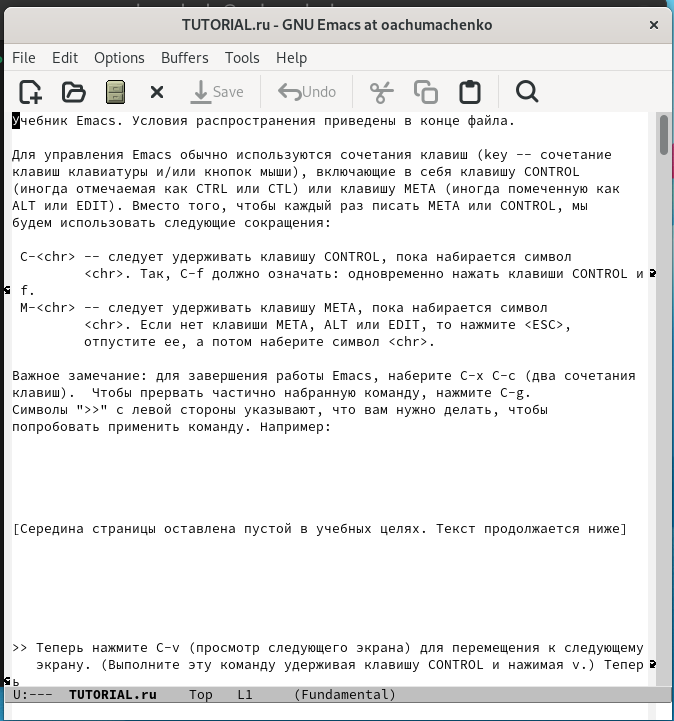 TUTORIAL.ru - GNU Emacs at oachumachenko
File Edit Options Buffers Tools Help
Save Undo
Учебник Emacs. Условия распространения приведены в конце файла.
Для управления Emacs обычно используются сочетания клавиш (key -- сочетание
клавиш клавиатуры и/или кнопок мыши), включающие в себя клавишу CONTROL
(иногда отмечаемая как CTRL или CTL) или клавишу META (иногда помеченную как
ALT или EDIT). Вместо того, чтобы каждый раз писать META или CONTROL, мы
будем использовать следующие сокращения:
C-<chr> -- следует удерживать клавишу CONTROL, пока набирается символ
<chr>. Так, C-f должно означать: одновременно нажать клавиши CONTROL и
f.
M-<chr> -- следует удерживать клавишу META, пока набирается символ
<chr>. Если нет клавиши META, ALT или EDIT, то нажмите <ESC>,
отпустите ее, а потом наберите символ <chr>.
Важное замечание: для завершения работы Emacs, наберите C-x C-c (два сочетания
клавиш).  Чтобы прервать частично набранную команду, нажмите C-g.
Символы ">>" с левой стороны указывают, что вам нужно делать, чтобы
попробовать применить команду. Например:
[Середина страницы оставлена пустой в учебных целях. Текст продолжается ниже]
>> Теперь нажмите C-v (просмотр следующего экрана) для перемещения к следующему
экрану. (Выполните эту команду удерживая клавишу CONTROL и нажимая v.) Тепер
ь
U:--- TUTORIAL.ru Top L1 (Fundamental)